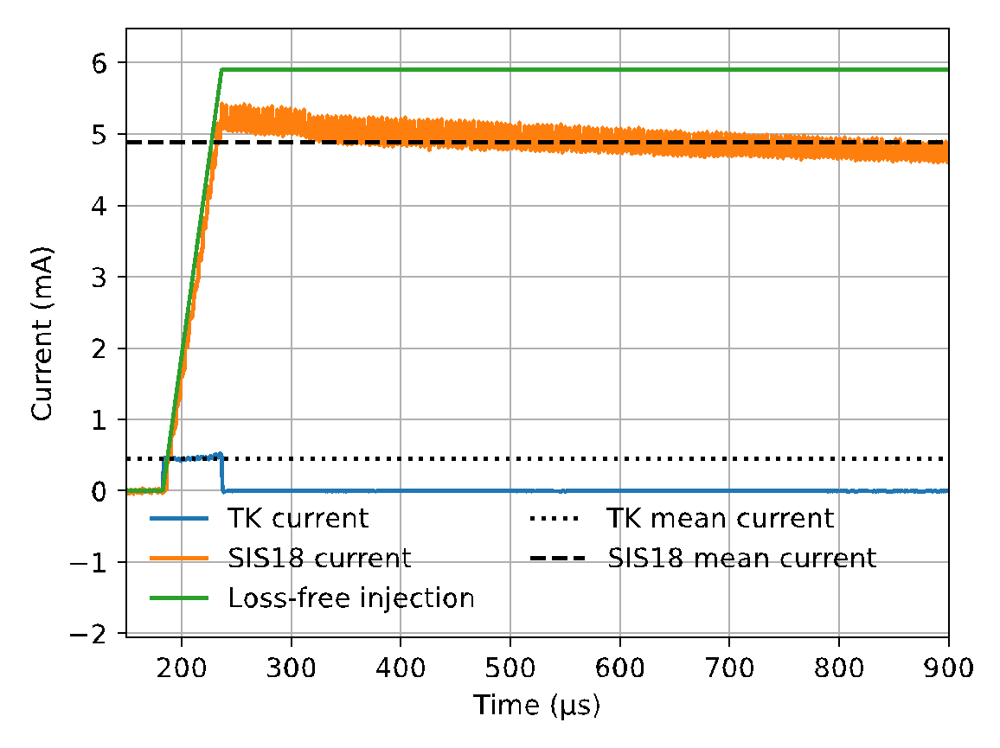 6
5
4
3
2
1
0
−1
−2
Current (mA)
TK current
SIS18 current
Loss-free injection
TK mean current
SIS18 mean current
200 300 400 500 600 700 800 900
Time (µs)